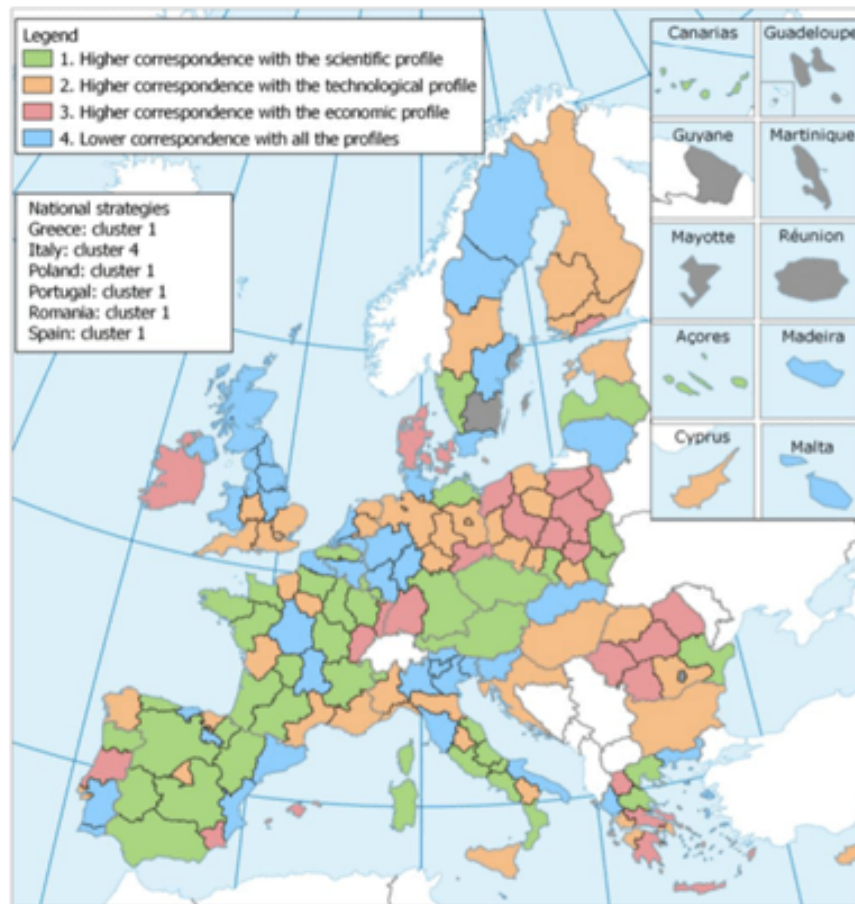 Legend
1. Higher correspondence with the scientific profile
2. Higher correspondence with the technological profile
3. Higher correspondence with the economic profile
4. Lower correspondence with all the profiles
National strategies
Greece: cluster 1
Italy: cluster 4
Poland: cluster 1
Portugal: cluster 1
Romania: cluster 1
Spain: cluster 1
Canarias
Guadeloupe
Guyane
Martinique
Mayotte
Réunion
Açores
Madeira
Cyprus
Malta